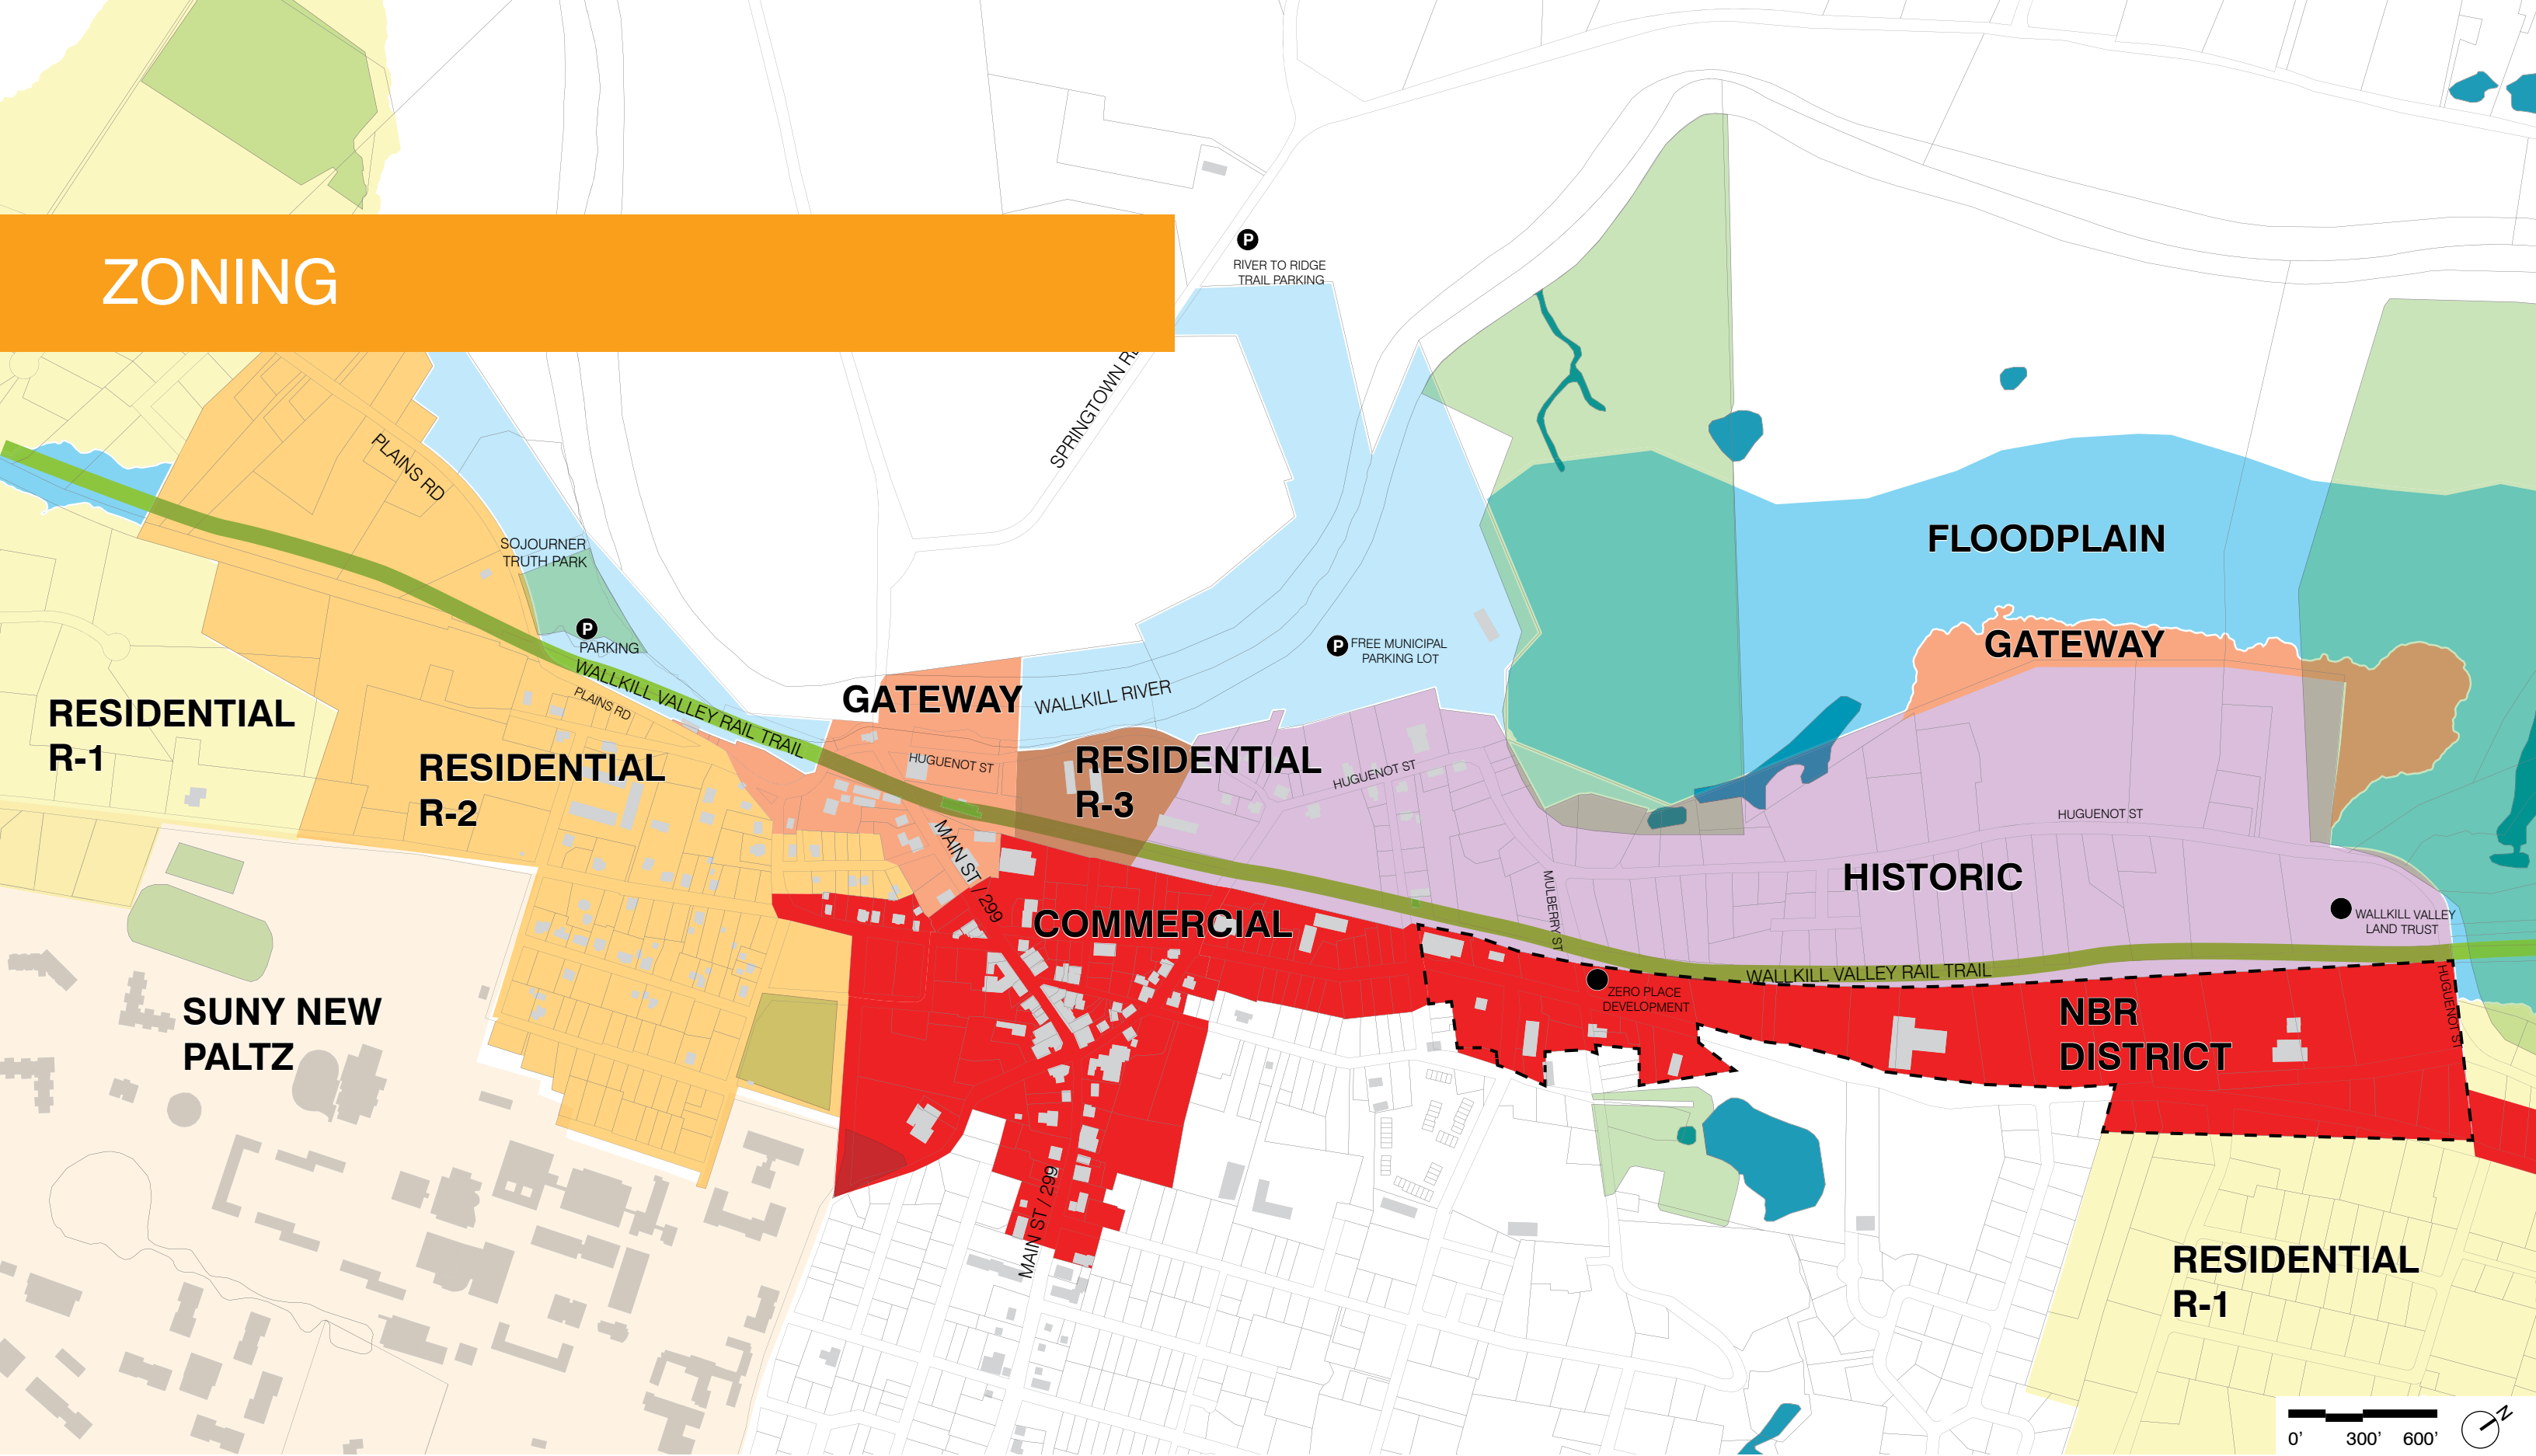 ZONING
P
RIVER TO RIDGE
TRAIL PARKING
SPRINGTOWN RD
PLAINS RD
SOJOURNER
TRUTH PARK
P
PARKING
WALLKILL VALLEY RAIL TRAIL
PLAINS RD
P
FREE MUNICIPAL
PARKING LOT
FLOODPLAIN
GATEWAY
GATEWAY
WALLKILL RIVER
RESIDENTIAL
R-1
RESIDENTIAL
R-2
HUGUENOT ST
RESIDENTIAL
R-3
HUGUENOT ST
HUGUENOT ST
MAIN ST / 299
COMMERCIAL
MULBERRY ST
HISTORIC
WALLKILL VALLEY
LAND TRUST
WALLKILL VALLEY RAIL TRAIL
ZERO PLACE
DEVELOPMENT
HUGUENOT ST
NBR
DISTRICT
SUNY NEW
PALTZ
MAIN ST / 299
RESIDENTIAL
R-1
0' 300' 600'
N